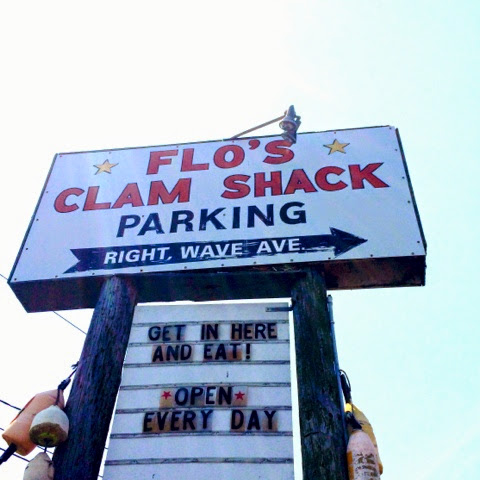 FLO'S
CLAM SHACK
PARKING
RIGHT, WAVE AVE.
GET IN HERE
AND EAT!
OPEN
EVERY DAY